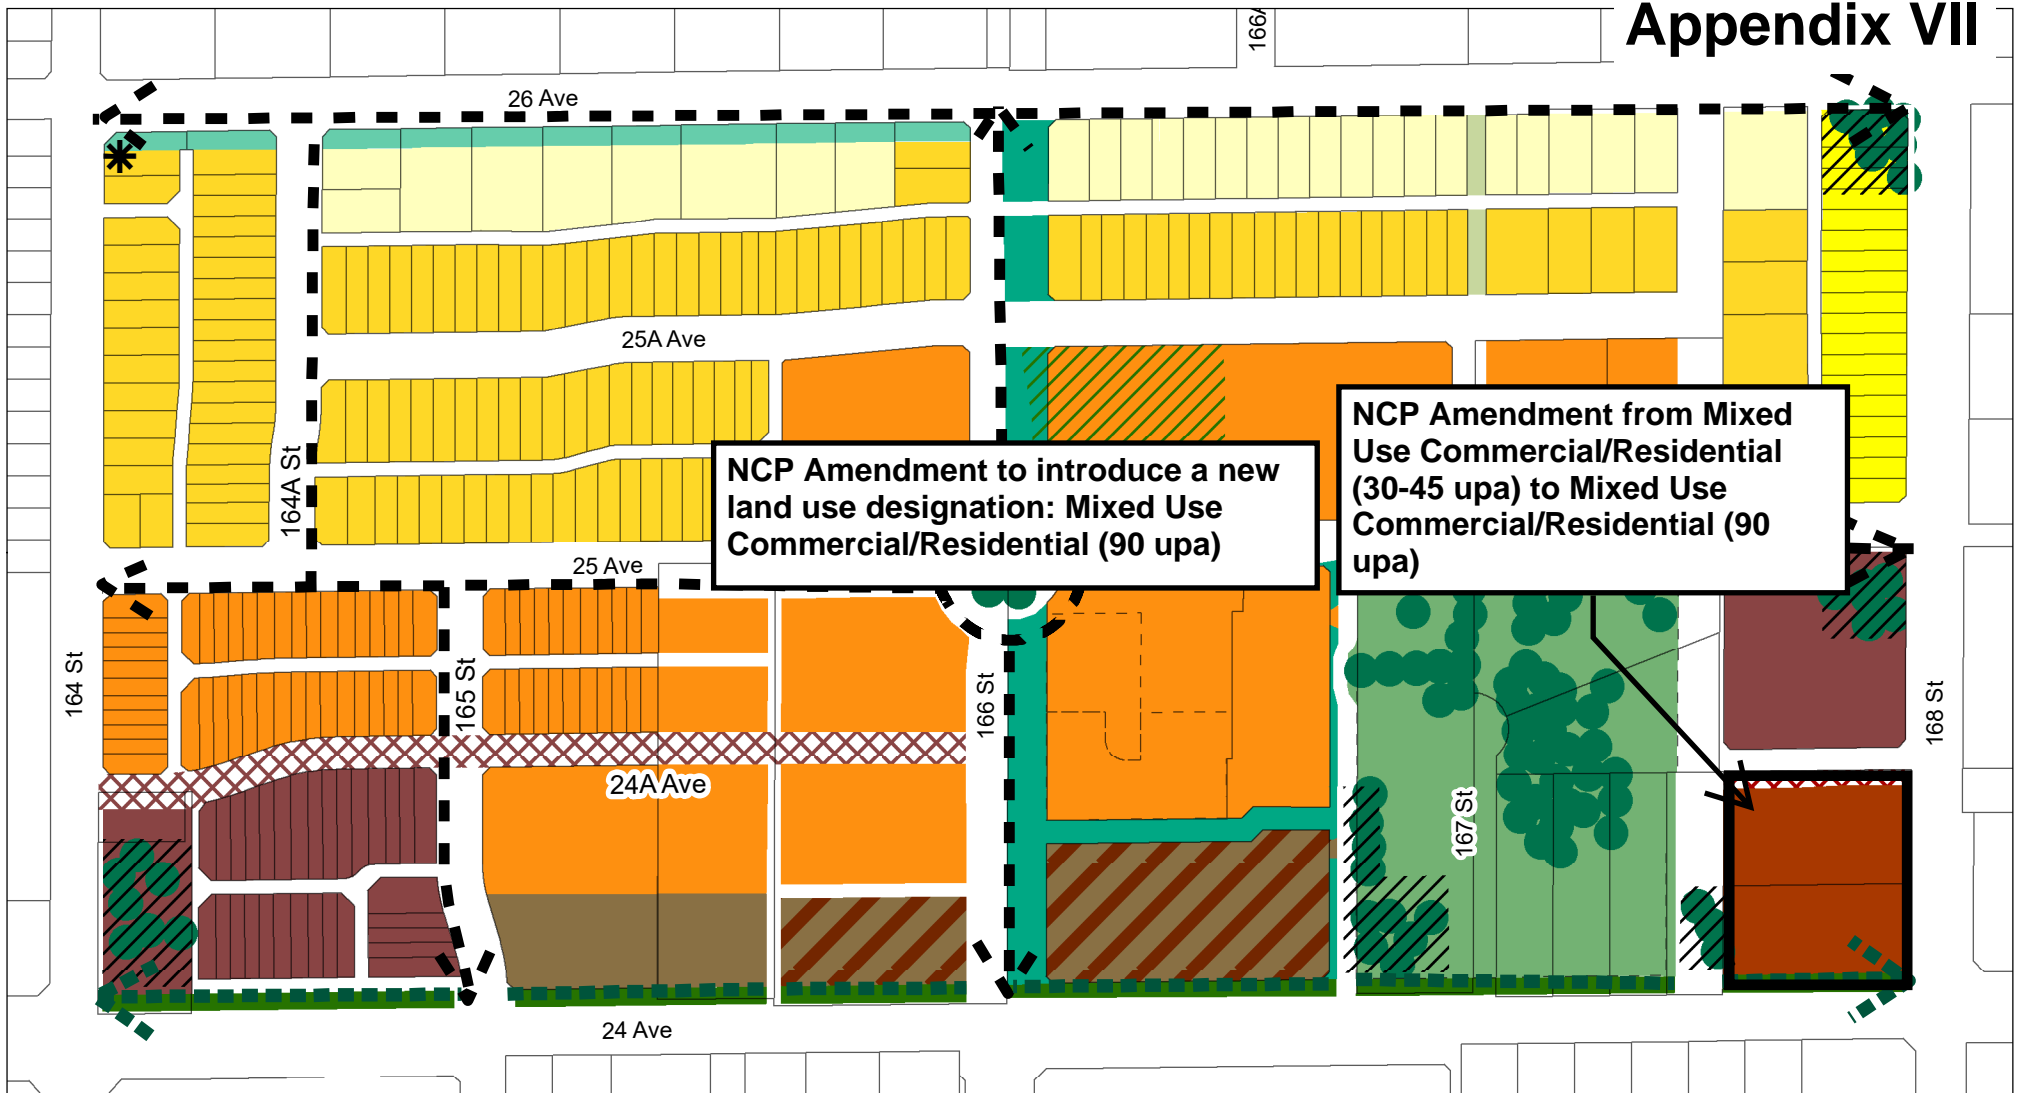 Appendix VII
166A
26 Ave
25A Ave
NCP Amendment from Mixed
Use Commercial/Residential
(30-45 upa) to Mixed Use
Commercial/Residential (90
upa)
164A St
NCP Amendment to introduce a new
land use designation: Mixed Use
Commercial/Residential (90 upa)
25 Ave
164 St
165 St
166 St
168 St
24A Ave
167 St
24 Ave